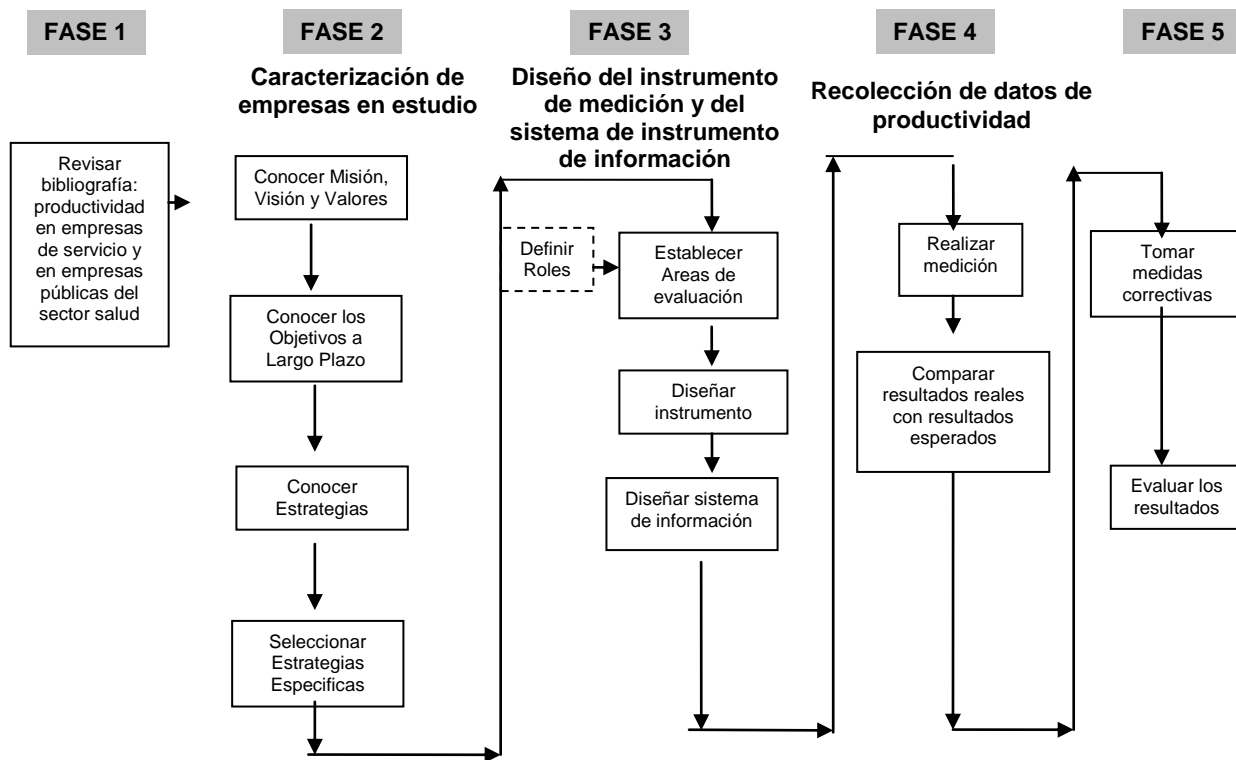 FASE 1
FASE 2
FASE 3
FASE 4
FASE 5
Caracterización de
empresas en estudio
Diseño del instrumento
de medición y del
sistema de instrumento
de información
Recolección de datos de
productividad
Revisar
bibliografía:
productividad
en empresas
de servicio y
en empresas
públicas del
sector salud
Conocer Misión,
Visión y Valores
Conocer los
Objetivos a
Largo Plazo
Conocer
Estrategias
Seleccionar
Estrategias
Especificas
Definir
Roles
Establecer
Areas de
evaluación
Diseñar
instrumento
Diseñar sistema
de información
Realizar
medición
Comparar
resultados reales
con resultados
esperados
Tomar
medidas
correctivas
Evaluar los
resultados